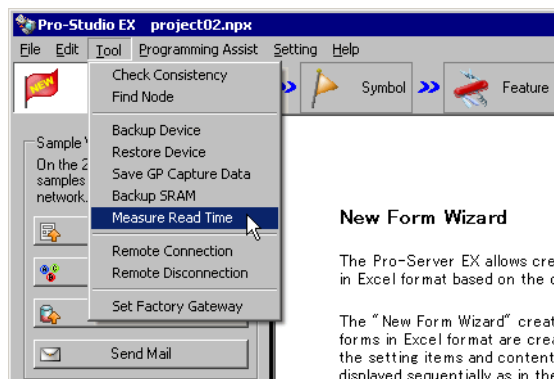 Pro-Studio EX project02.npx
File Edit Tool Programming Assist Setting Help
NEW
Symbol
Feature
Check Consistency
Find Node
Backup Device
Restore Device
Save GP Capture Data
Backup SRAM
Measure Read Time
Remote Connection
Remote Disconnection
Set Factory Gateway
Sample
On the 2
samples
network.
Send Mail
New Form Wizard
The Pro-Server EX allows cre
in Excel format based on the
The "New Form Wizard" creat
forms in Excel format are crea
the setting items and content
displayed sequentially as in the